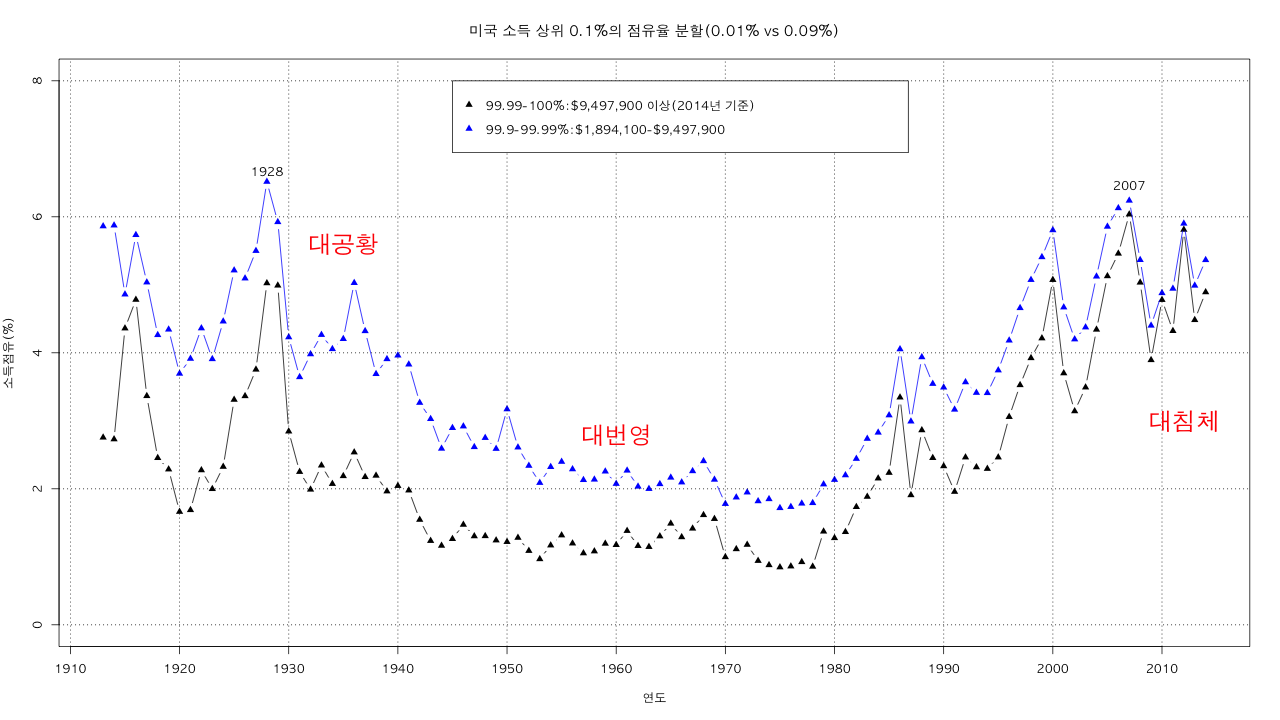 미국 소득 상위 0.1%의 점유율 분할(0.01% vs 0.09%)
99.99-100%:$9,497,900 이상(2014년 기준)
99.9-99.99%:$1,894,100-$9,497,900
1928
2007
대공황
대번영
대침체
소득점유(%)
8
6
4
2
0
1910 1920 1930 1940 1950 1960 1970 1980 1990 2000 2010
연도